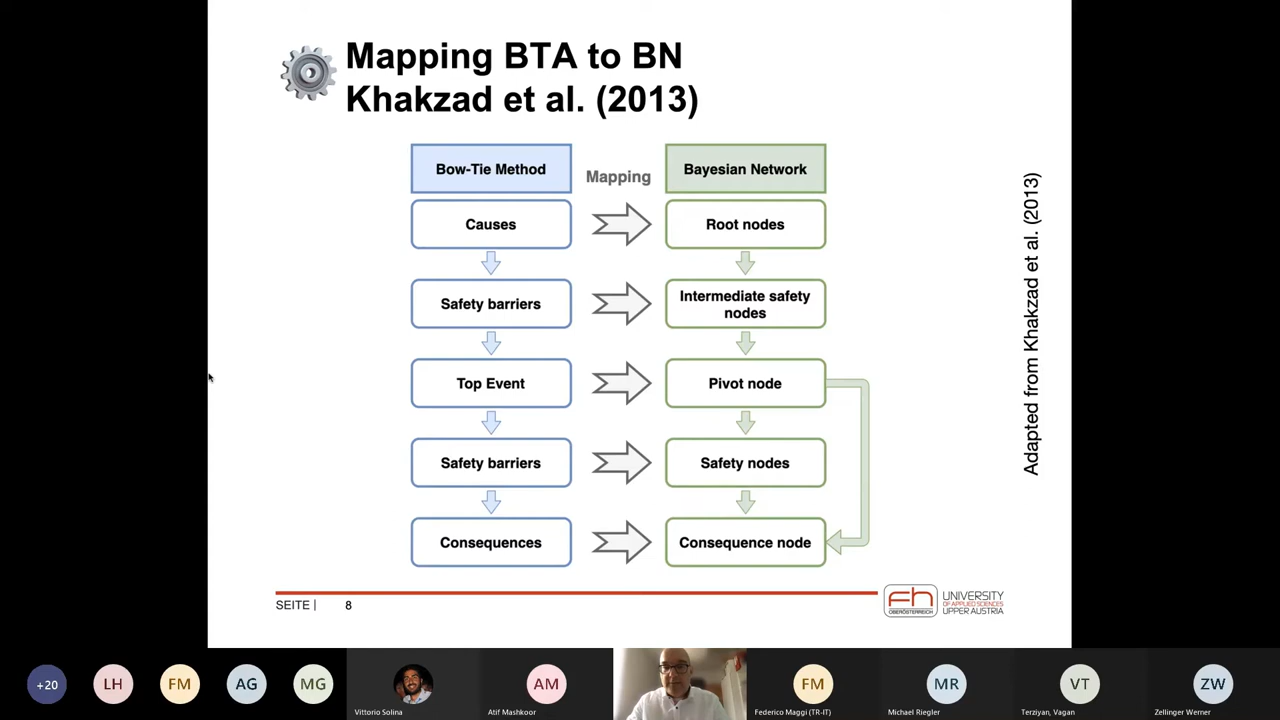 Mapping BTA to BN
Khakzad et al. (2013)
Bow-Tie Method
Mapping
Bayesian Network
Causes
Root nodes
Safety barriers
Intermediate safety
nodes
Top Event
Pivot node
Safety barriers
Safety nodes
Consequences
Consequence node
Adapted from Khakzad et al. (2013)
SEITE |
8
fh
OBERÖSTERREICH
UNIVERSITY
OF APPLIED SCIENCES
UPPER AUSTRIA
+20
LH
FM
AG
MG
Vittorio Solina
AM
Atif Mashkoor
FM
Federico Maggi (TR-IT)
MR
Michael Riegler
VT
Terziyan, Vagan
ZW
Zellinger Werner